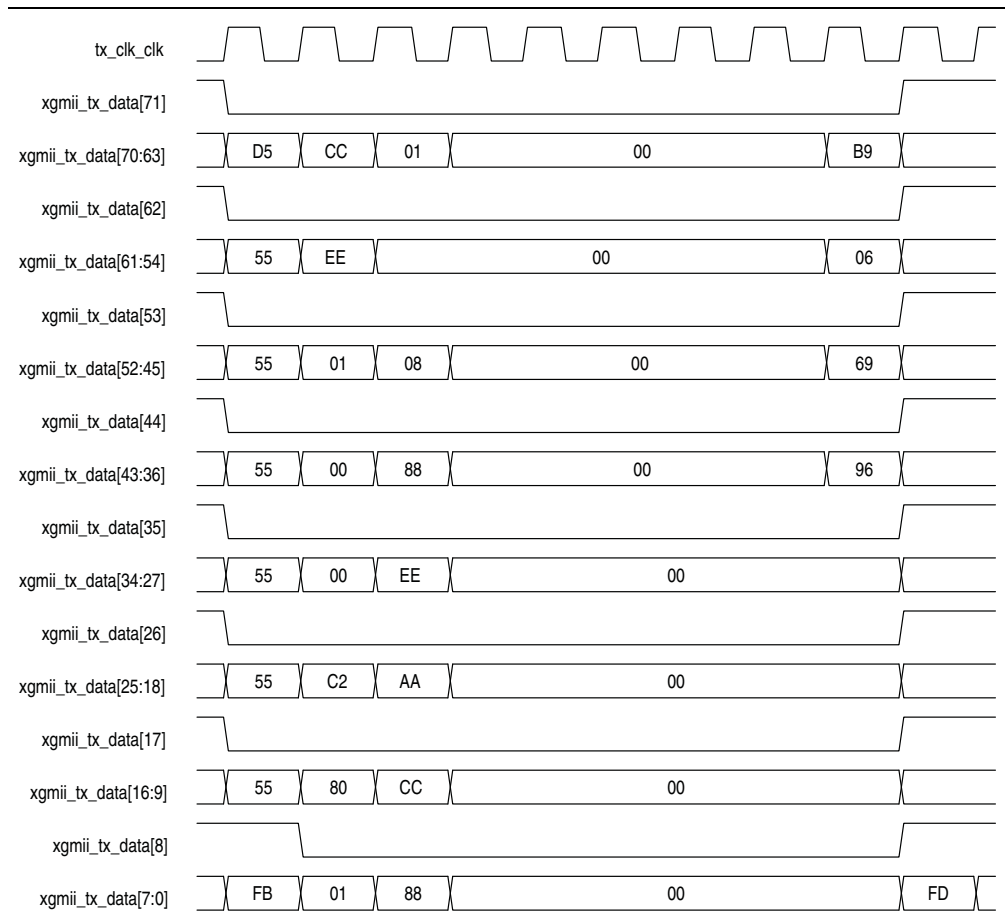 tx_clk_clk
xgmii_tx_data[71]
xgmii_tx_data[70:63] D5 CC 01 00 B9
xgmii_tx_data[62]
xgmii_tx_data[61:54] 55 EE 00 06
xgmii_tx_data[53]
xgmii_tx_data[52:45] 55 01 08 00 69
xgmii_tx_data[44]
xgmii_tx_data[43:36] 55 00 88 00 96
xgmii_tx_data[35]
xgmii_tx_data[34:27] 55 00 EE 00
xgmii_tx_data[26]
xgmii_tx_data[25:18] 55 C2 AA 00
xgmii_tx_data[17]
xgmii_tx_data[16:9] 55 80 CC 00
xgmii_tx_data[8]
xgmii_tx_data[7:0] FB 01 88 00 FD